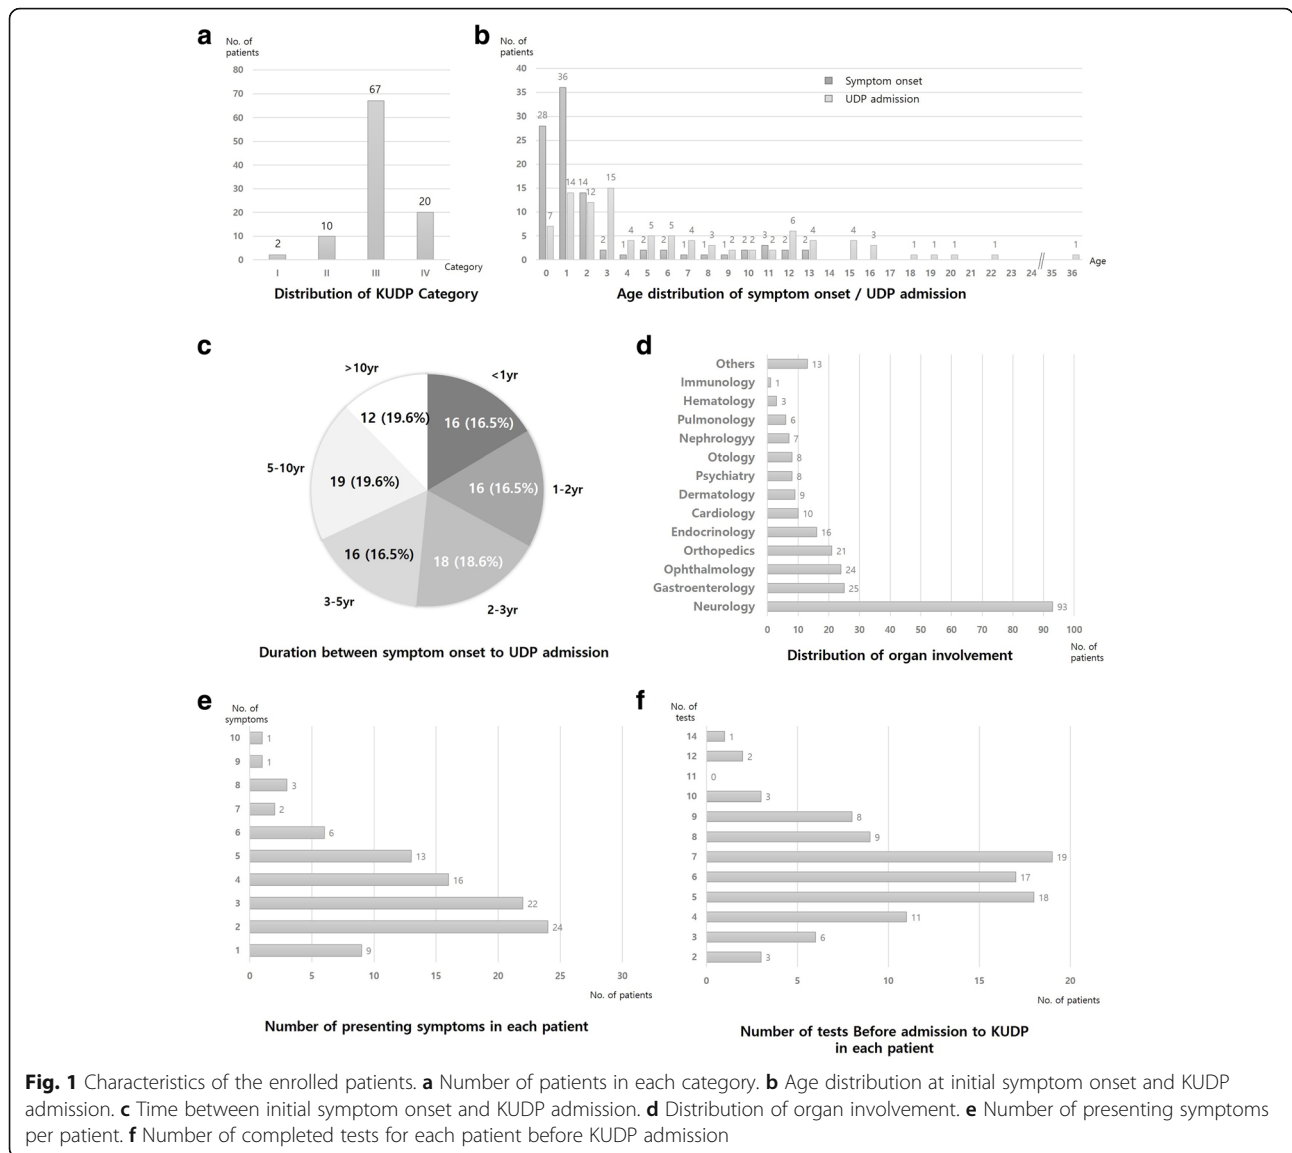 a
No. of
patients
80
70
60
50
40
30
20
10
0
2
10
67
20
I II III IV
Category
Distribution of KUDP Category
b
No. of
patients
40
35
30
25
20
15
10
5
0
Symptom onset
UDP admission
28 7 36 14 14 12 2 15 1 4 2 5 2 5 1 4 1 3 1 2 2 2 3 2 2 6 2 4 4 3 1 1 1 1 1
0 1 2 3 4 5 6 7 8 9 10 11 12 13 14 15 16 17 18 19 20 21 22 23 24 // 35 36
Age
Age distribution of symptom onset / UDP admission
c
>10yr
<1yr
12 (19.6%)
16 (16.5%)
5-10yr
19 (19.6%)
16 (16.5%)
1-2yr
16 (16.5%)
18 (18.6%)
3-5yr
2-3yr
Duration between symptom onset to UDP admission
d
Others 13
Immunology 1
Hematology 3
Pulmonology 6
Nephrologyy 7
Otology 8
Psychiatry 8
Dermatology 9
Cardiology 10
Endocrinology 16
Orthopedics 21
Ophthalmology 24
Gastroenterology 25
Neurology 93
0 10 20 30 40 50 60 70 80 90 100
No. of
patients
Distribution of organ involvement
e
No. of
symptoms
10 1
9 1
8 3
7 2
6 6
5 13
4 16
3 22
2 24
1 9
0 5 10 15 20 25 30
No. of patients
Number of presenting symptoms in each patient
f
No. of
tests
14 1
12 2
11 0
10 3
9 8
8 9
7 19
6 17
5 18
4 11
3 6
2 3
0 5 10 15 20
No. of patients
Number of tests Before admission to KUDP
in each patient
Fig. 1 Characteristics of the enrolled patients. a Number of patients in each category. b Age distribution at initial symptom onset and KUDP
admission. c Time between initial symptom onset and KUDP admission. d Distribution of organ involvement. e Number of presenting symptoms
per patient. f Number of completed tests for each patient before KUDP admission